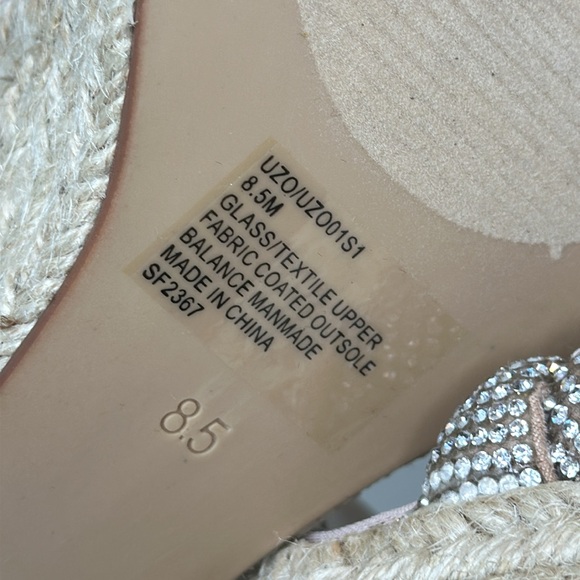 UZO/UZO01S1
8.5M
GLASS/TEXTILE UPPER
FABRIC COATED OUTSOLE
BALANCE MANMADE
MADE IN CHINA
SF2367
8.5